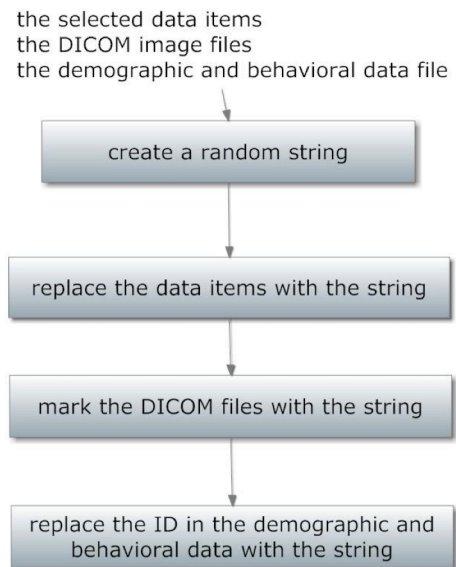 the selected data items
the DICOM image files
the demographic and behavioral data file
create a random string
replace the data items with the string
mark the DICOM files with the string
replace the ID in the demographic and
behavioral data with the string